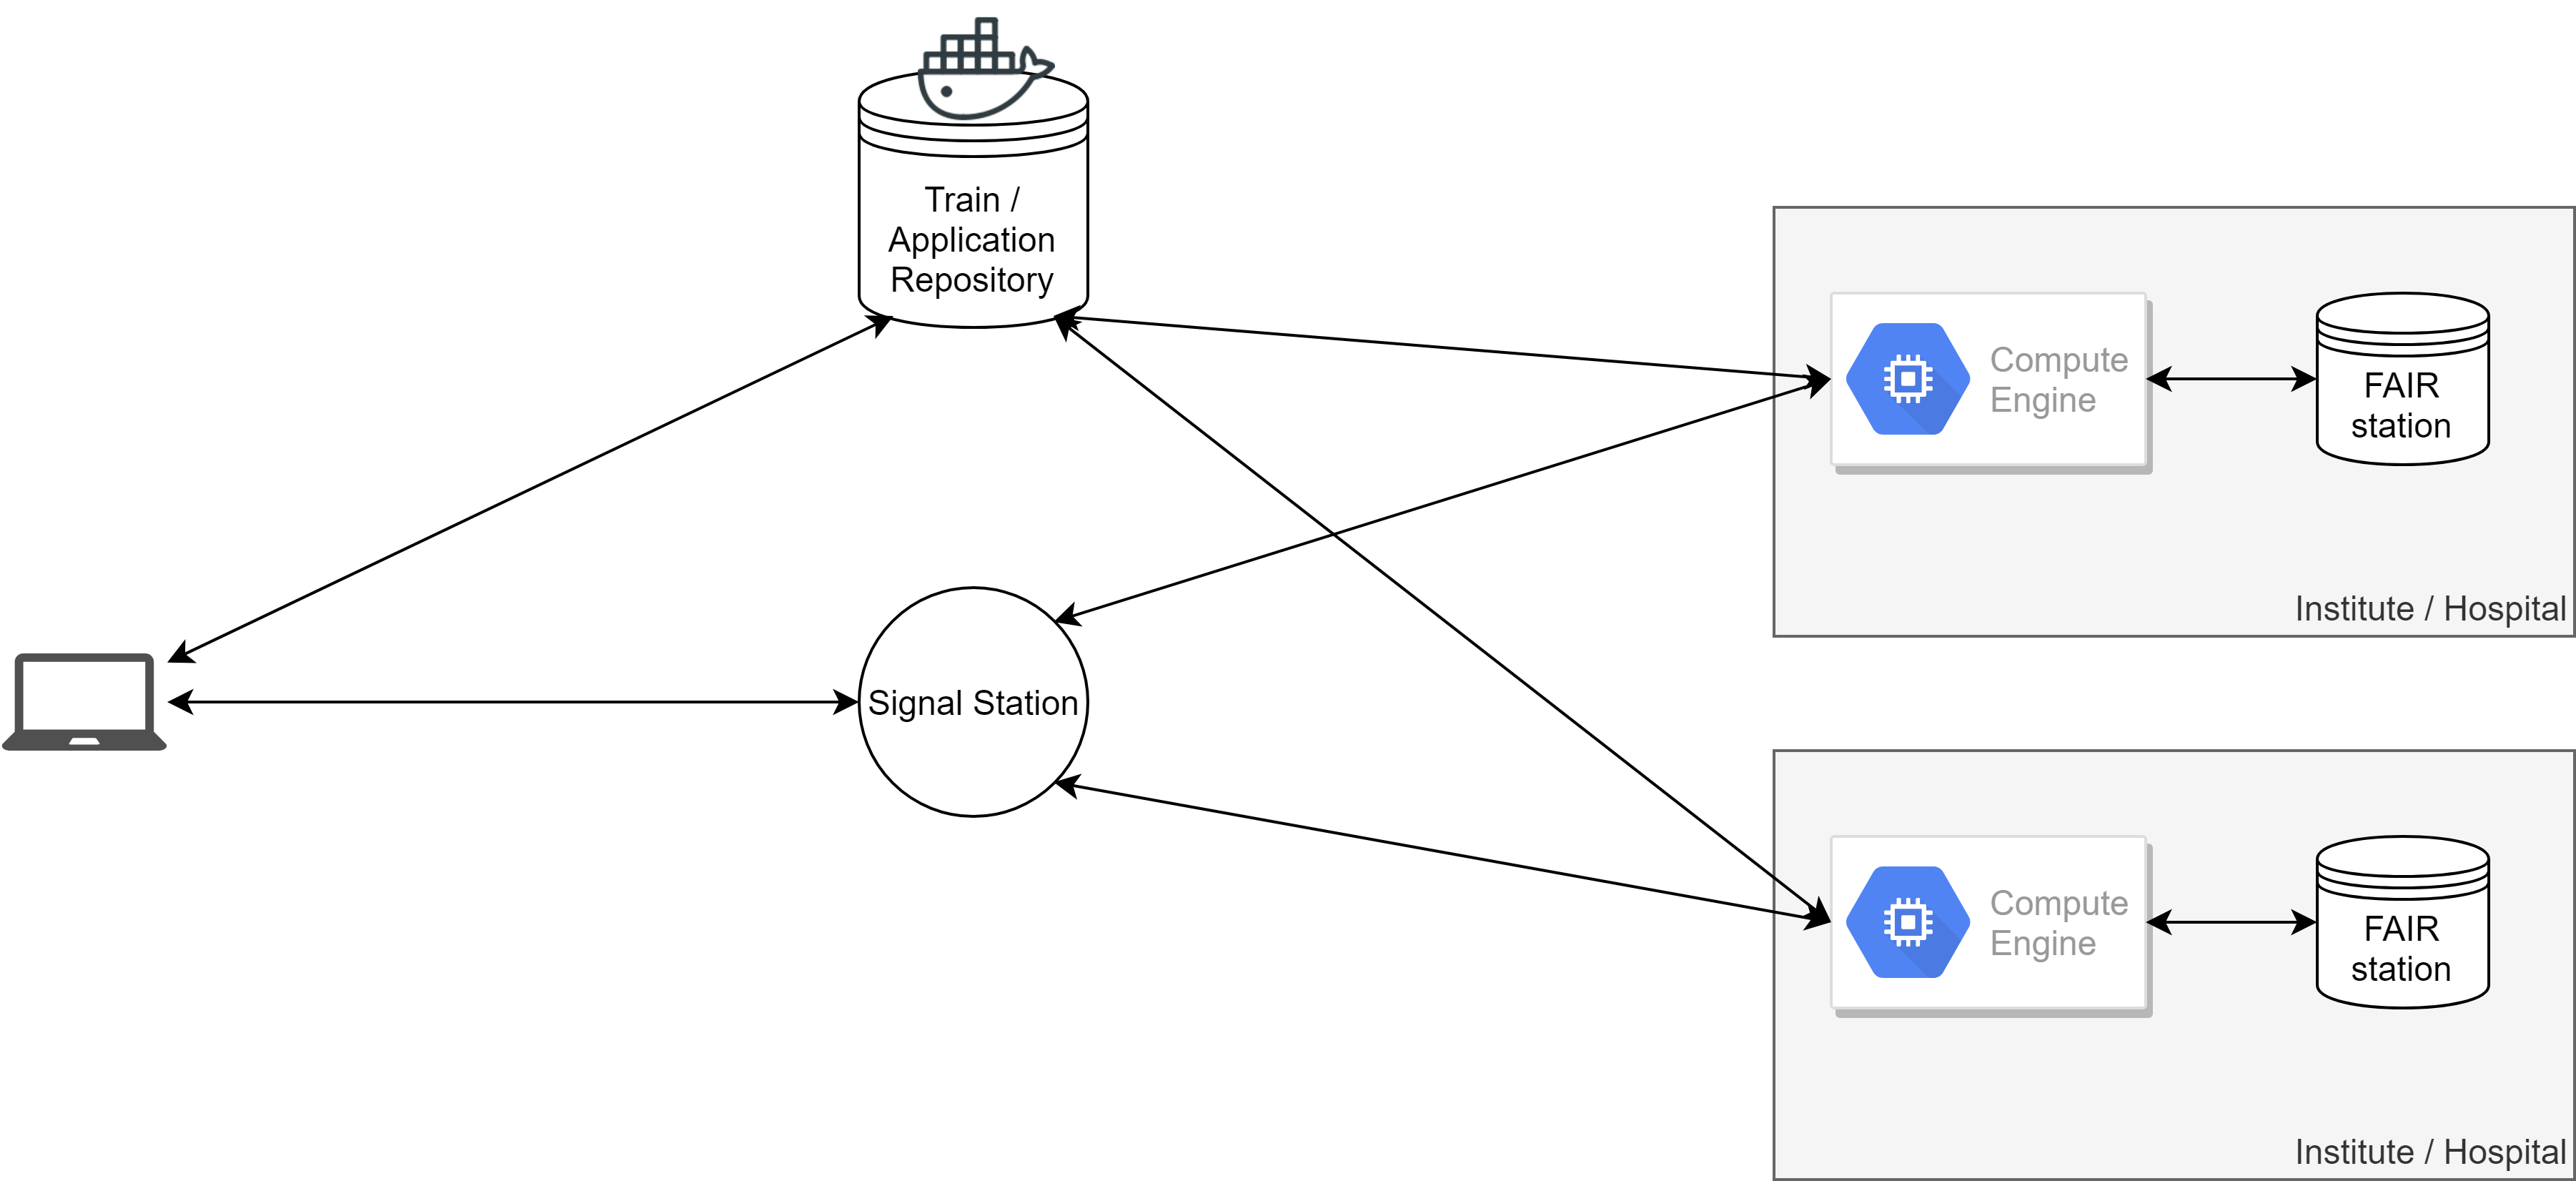 Train /
Application
Repository
Compute
Engine
FAIR
station
Institute / Hospital
Signal Station
Compute
Engine
FAIR
station
Institute / Hospital